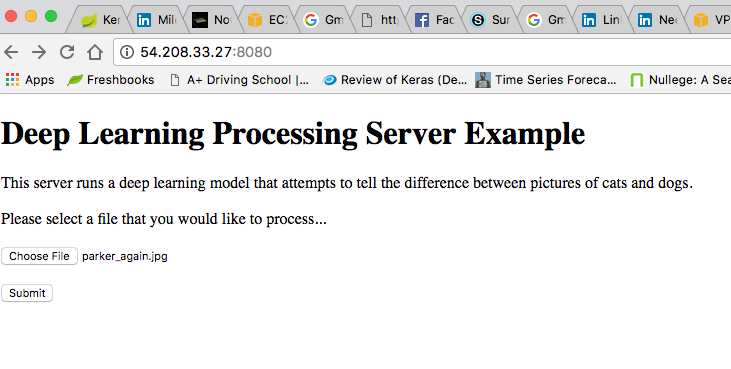 Ker
Mile
No
EC2
Gm
htt
Fac
Sur
Gm
Lin
Nee
VP
54.208.33.27:8080
Apps
Freshbooks
A+ Driving School |...
Review of Keras (De...
Time Series Foreca...
Nullege: A Sea
Deep Learning Processing Server Example
This server runs a deep learning model that attempts to tell the difference between pictures of cats and dogs.
Please select a file that you would like to process...
Choose File parker_again.jpg
Submit